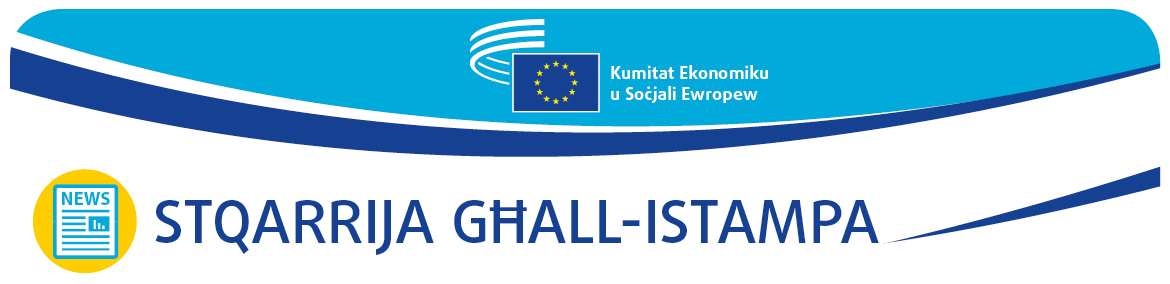 Kumitat Ekonomiku
u Soċjali Ewropew
NEWS
STQARRIJA GĦALL-ISTAMPA